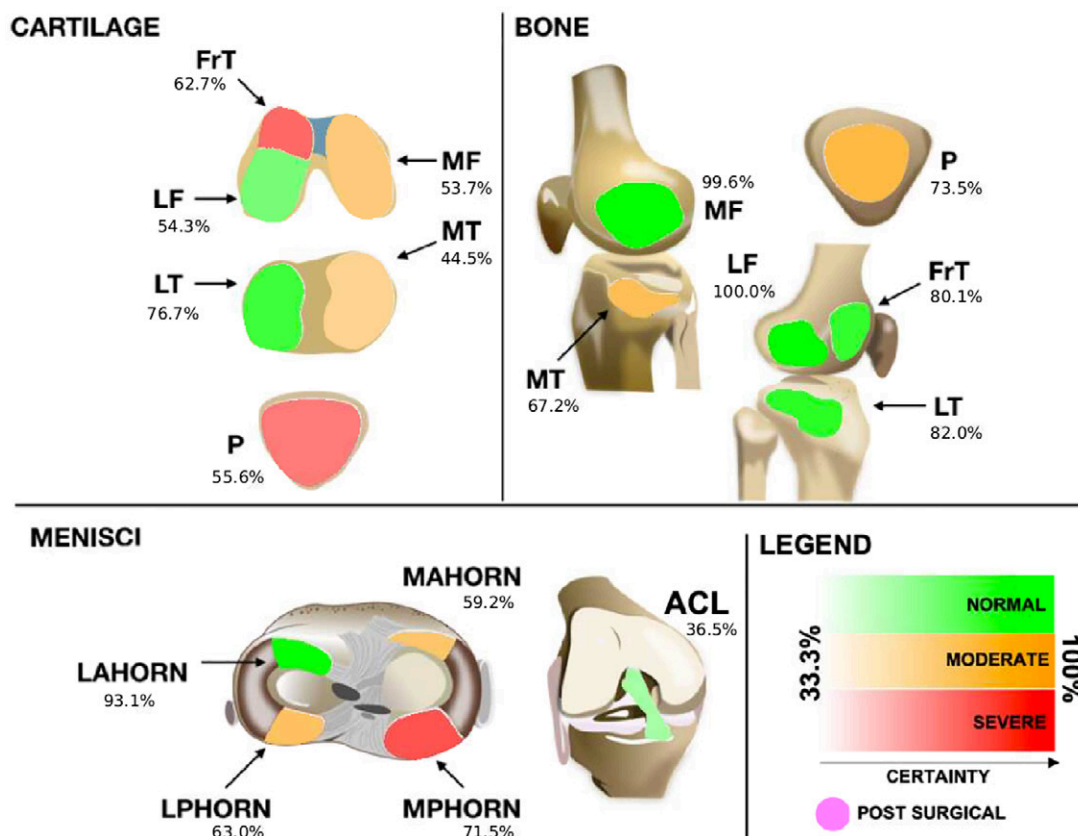 CARTILAGE
FrT
62.7%
MF
53.7%
LF
54.3%
MT
44.5%
LT
76.7%
P
55.6%
BONE
99.6%
MF
P
73.5%
LF
100.0%
FrT
80.1%
MT
67.2%
LT
82.0%
MENISCI
MAHORN
59.2%
LAHORN
93.1%
LPHORN
63.0%
MPHORN
71.5%
ACL
36.5%
LEGEND
33.3%
NORMAL
MODERATE
SEVERE
100%
CERTAINTY
POST SURGICAL